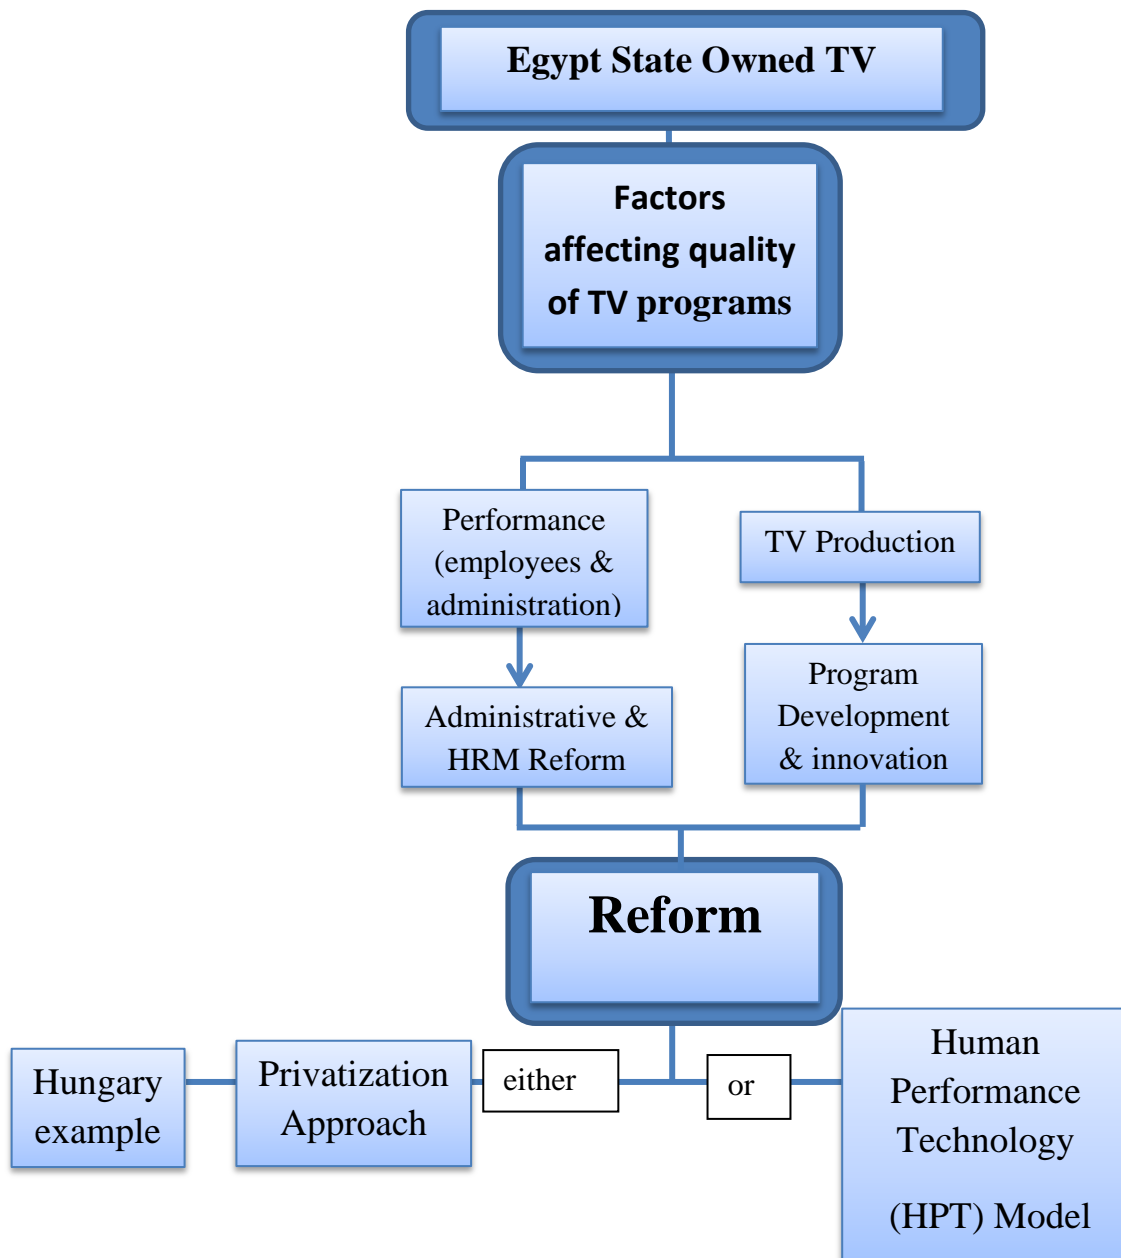 Egypt State Owned TV
Factors
affecting quality
of TV programs
Performance
(employees &
administration)
TV Production
Administrative &
HRM Reform
Program
Development
& innovation
Reform
Hungary
example
Privatization
Approach
either
or
Human
Performance
Technology
(HPT) Model